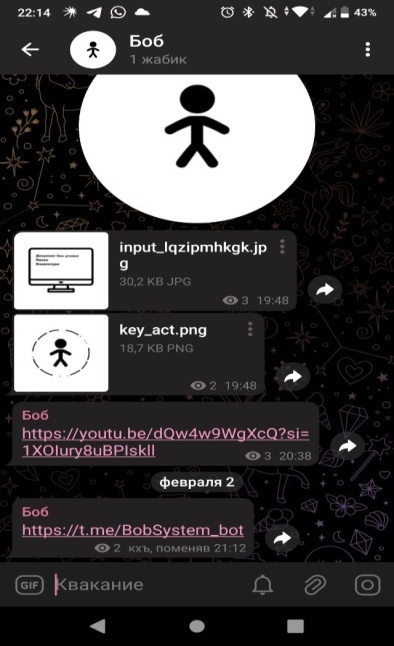 22:14
43%
Боб
1 жабик
input_lqzipmhkgk.jp
g
30,2 KB JPG
3 19:48
key_act.png
18,7 KB PNG
2 19:48
Боб
https://youtu.be/dQw4w9WgXcQ?si=
1XOIury8uBPIskll
3 20:38
февраля 2
Боб
https://t.me/BobSystem_bot
2 кхъ, поменяв 21:12
GIF
Квакание